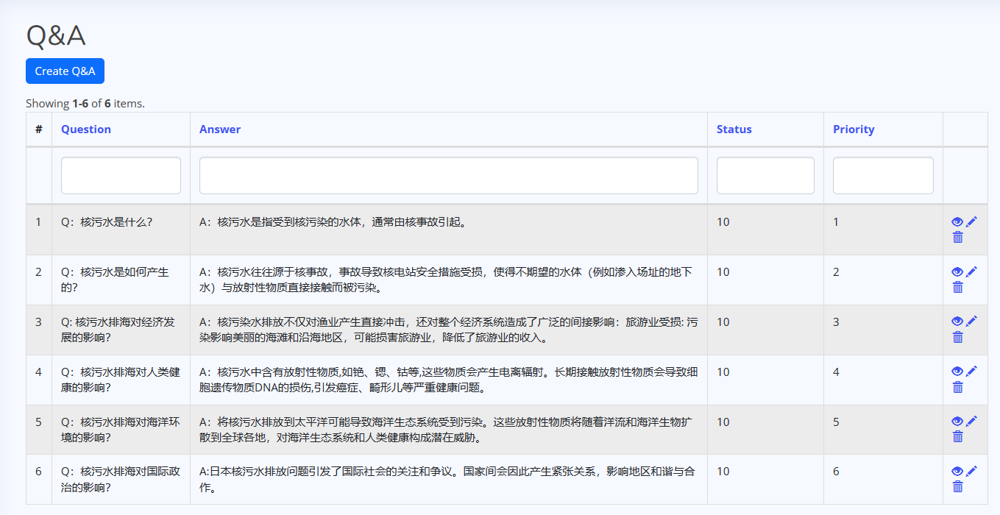 Q&A
Create Q&A
Showing 1-6 of 6 items.
# Question Answer Status Priority
1 Q：核污水是什么？ A：核污水是指受到核污染的水体，通常由核事故引起。 10 1
2 Q：核污水是如何产生 A：核污水往往源于核事故，事故导致核电站安全措施受损，使得不期望的水体（例如渗入场址的地下 10 2
的？ 水）与放射性物质直接接触而被污染。
3 Q: 核污水排海对经济发 A：核污染水排放不仅对渔业产生直接冲击，还对整个经济系统造成了广泛的间接影响：旅游业受损: 污 10 3
展的影响？ 染影响美丽的海滩和沿海地区，可能损害旅游业，降低了旅游业的收入。
4 Q：核污水排海对人类健 A：核污水中含有放射性物质,如铯、锶、钴等,这些物质会产生电离辐射。长期接触放射性物质会导致细 10 4
康的影响？ 胞遗传物质DNA的损伤,引发癌症、畸形儿等严重健康问题。
5 Q：核污水排海对海洋环 A：将核污水排放到太平洋可能导致海洋生态系统受到污染。这些放射性物质将随着洋流和海洋生物扩 10 5
境的影响？ 散到全球各地，对海洋生态系统和人类健康构成潜在威胁。
6 Q：核污水排海对国际政 A:日本核污水排放问题引发了国际社会的关注和争议。国家间会因此产生紧张关系，影响地区和谐与合 10 6
治的影响？ 作。